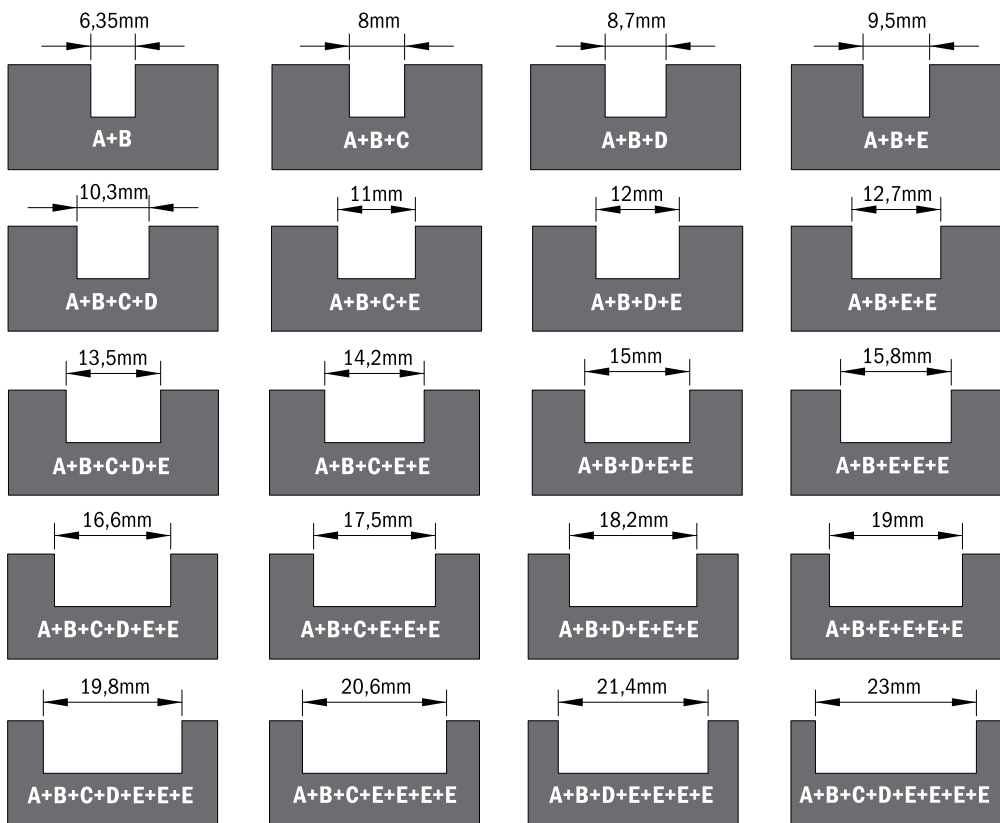 6,35mm
8mm
8,7mm
9,5mm
A+B
A+B+C
A+B+D
A+B+E
10,3mm
11mm
12mm
12,7mm
A+B+C+D
A+B+C+E
A+B+D+E
A+B+E+E
13,5mm
14,2mm
15mm
15,8mm
A+B+C+D+E
A+B+C+E+E
A+B+D+E+E
A+B+E+E+E
16,6mm
17,5mm
18,2mm
19mm
A+B+C+D+E+E
A+B+C+E+E+E
A+B+D+E+E+E
A+B+E+E+E+E
19,8mm
20,6mm
21,4mm
23mm
A+B+C+D+E+E+E
A+B+C+E+E+E+E
A+B+D+E+E+E+E
A+B+C+D+E+E+E+E